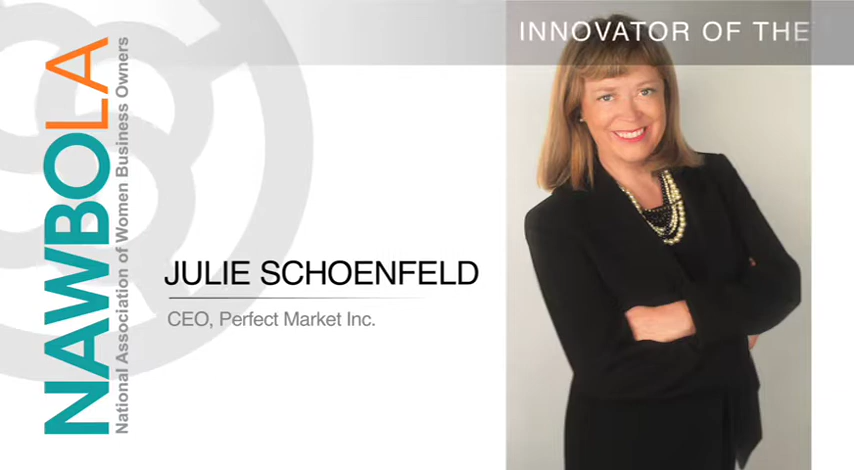 INNOVATOR OF THE
NAWBOLA
National Association of Women Business Owners
JULIE SCHOENFELD
CEO, Perfect Market Inc.